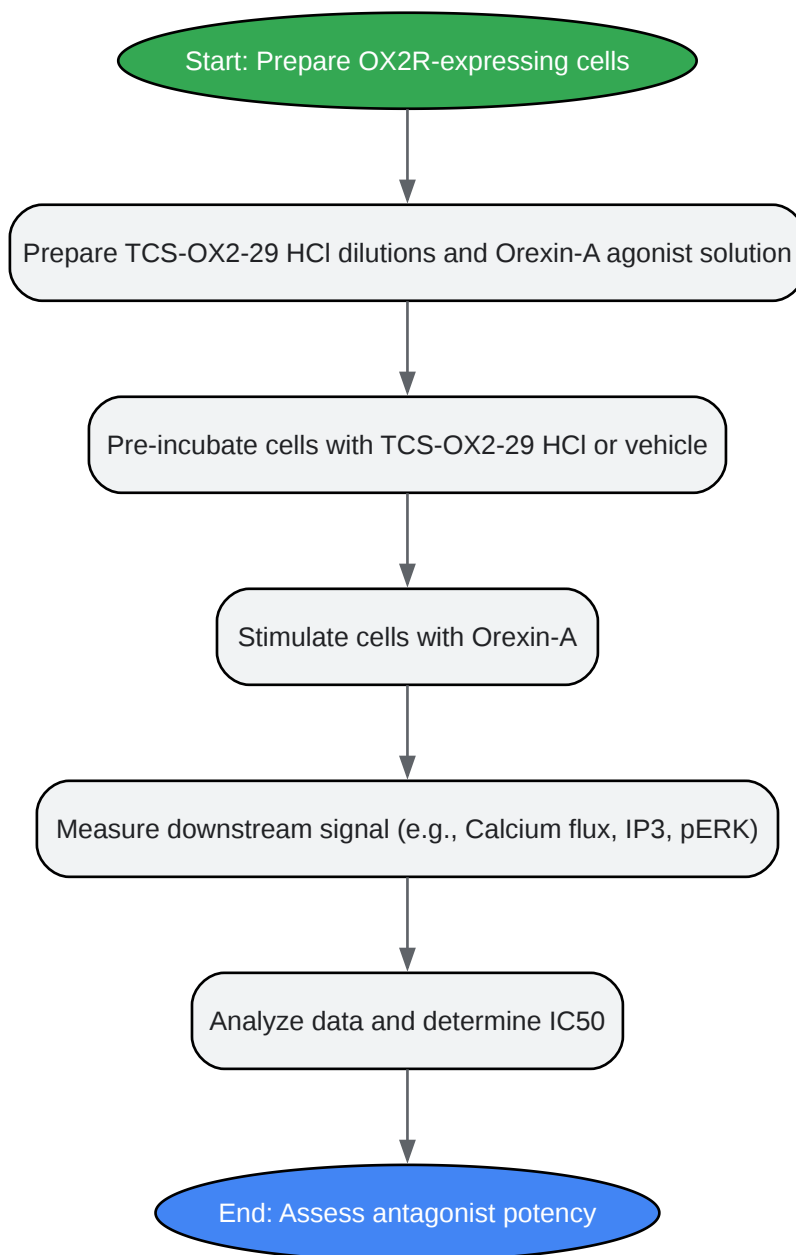 Start: Prepare OX2R-expressing cells
Prepare TCS-OX2-29 HCl dilutions and Orexin-A agonist solution
Pre-incubate cells with TCS-OX2-29 HCl or vehicle
Stimulate cells with Orexin-A
Measure downstream signal (e.g., Calcium flux, IP3, pERK)
Analyze data and determine IC50
End: Assess antagonist potency